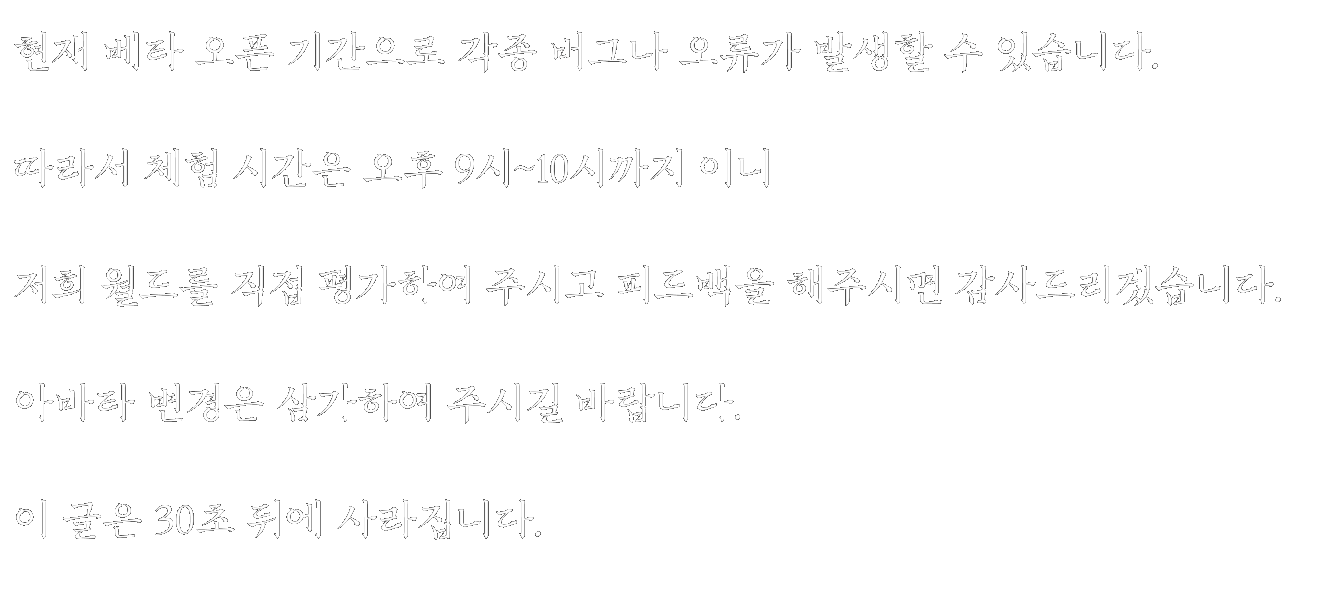 현재 베타 오픈 기간으로 각종 버그나 오류가 발생할 수 있습니다.
따라서 체험 시간은 오후 9시~10시까지 이니
저희 월드를 직접 평가하여 주시고 피드백을 해주시면 감사드리겠습니다.
아바타 변경은 삼가하여 주시길 바랍니다.
이 글은 30초 뒤에 사라집니다.